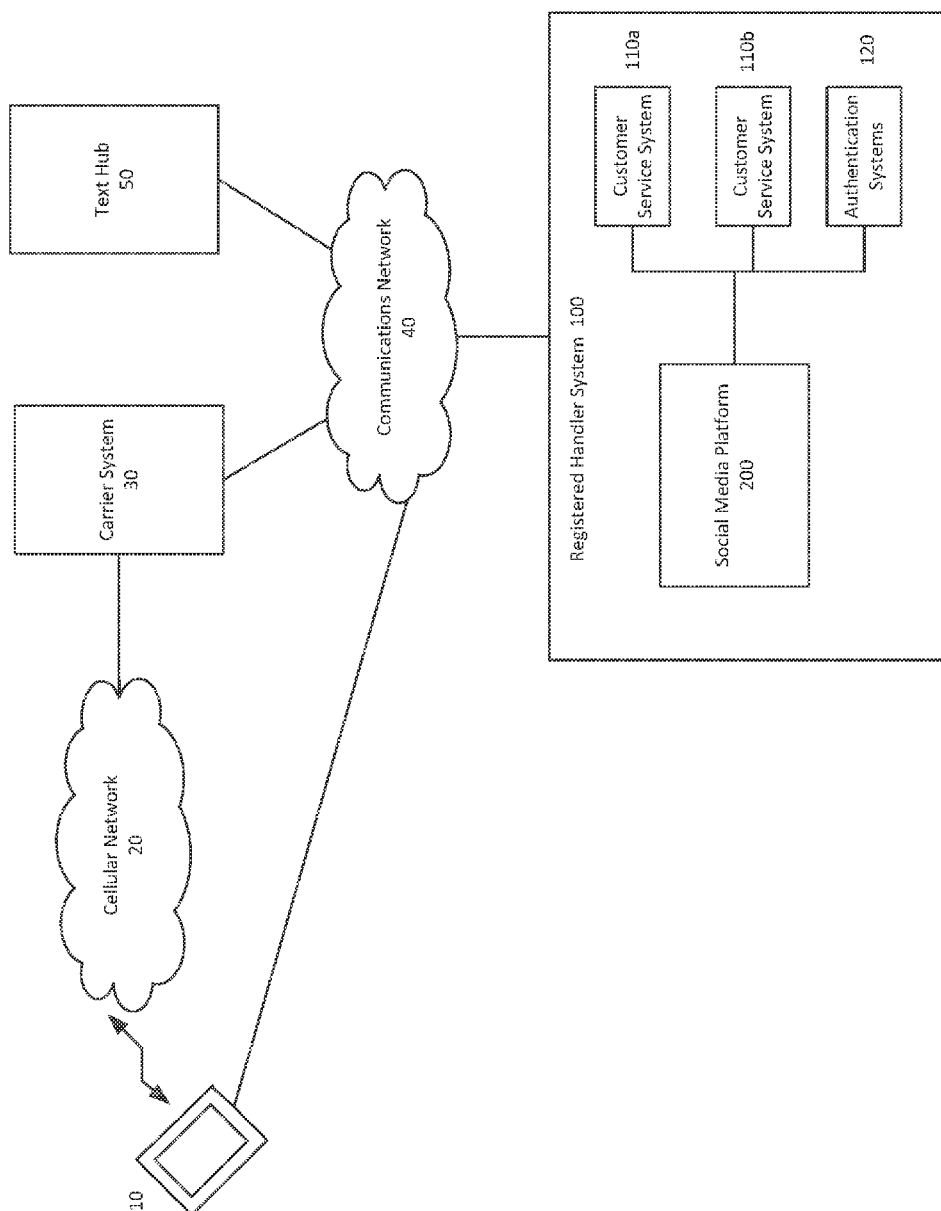 10
Cellular Network
20
Carrier System
30
Text Hub
50
Communications Network
40
Registered Handler System 100
Social Media Platform
200
Customer
Service System
110a
Customer
Service System
110b
Authentication
Systems
120